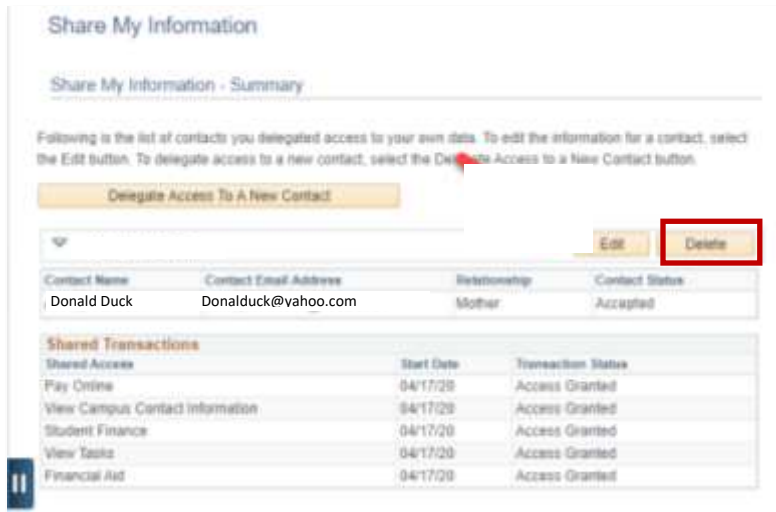 Share My Information
Share My Information - Summary
Following is the list of contacts you delegated access to your own data. To edit the information for a contact, select
the Edit button. To delegate access to a new contact, select the Access to a New Contact button.
Delegate Access To A New Contact
Edit Delete
Contact Name Contact Email Address Relationship Contact Status
Donald Duck Donalduck@yahoo.com Mother Accepted
Shared Transactions
Shared Access Start Date Transaction Status
Pay Online 04/17/20 Access Granted
View Campus Contact Information 04/17/20 Access Granted
Student Finance 04/17/20 Access Granted
View Tasks 04/17/20 Access Granted
Financial Aid 04/17/20 Access Granted